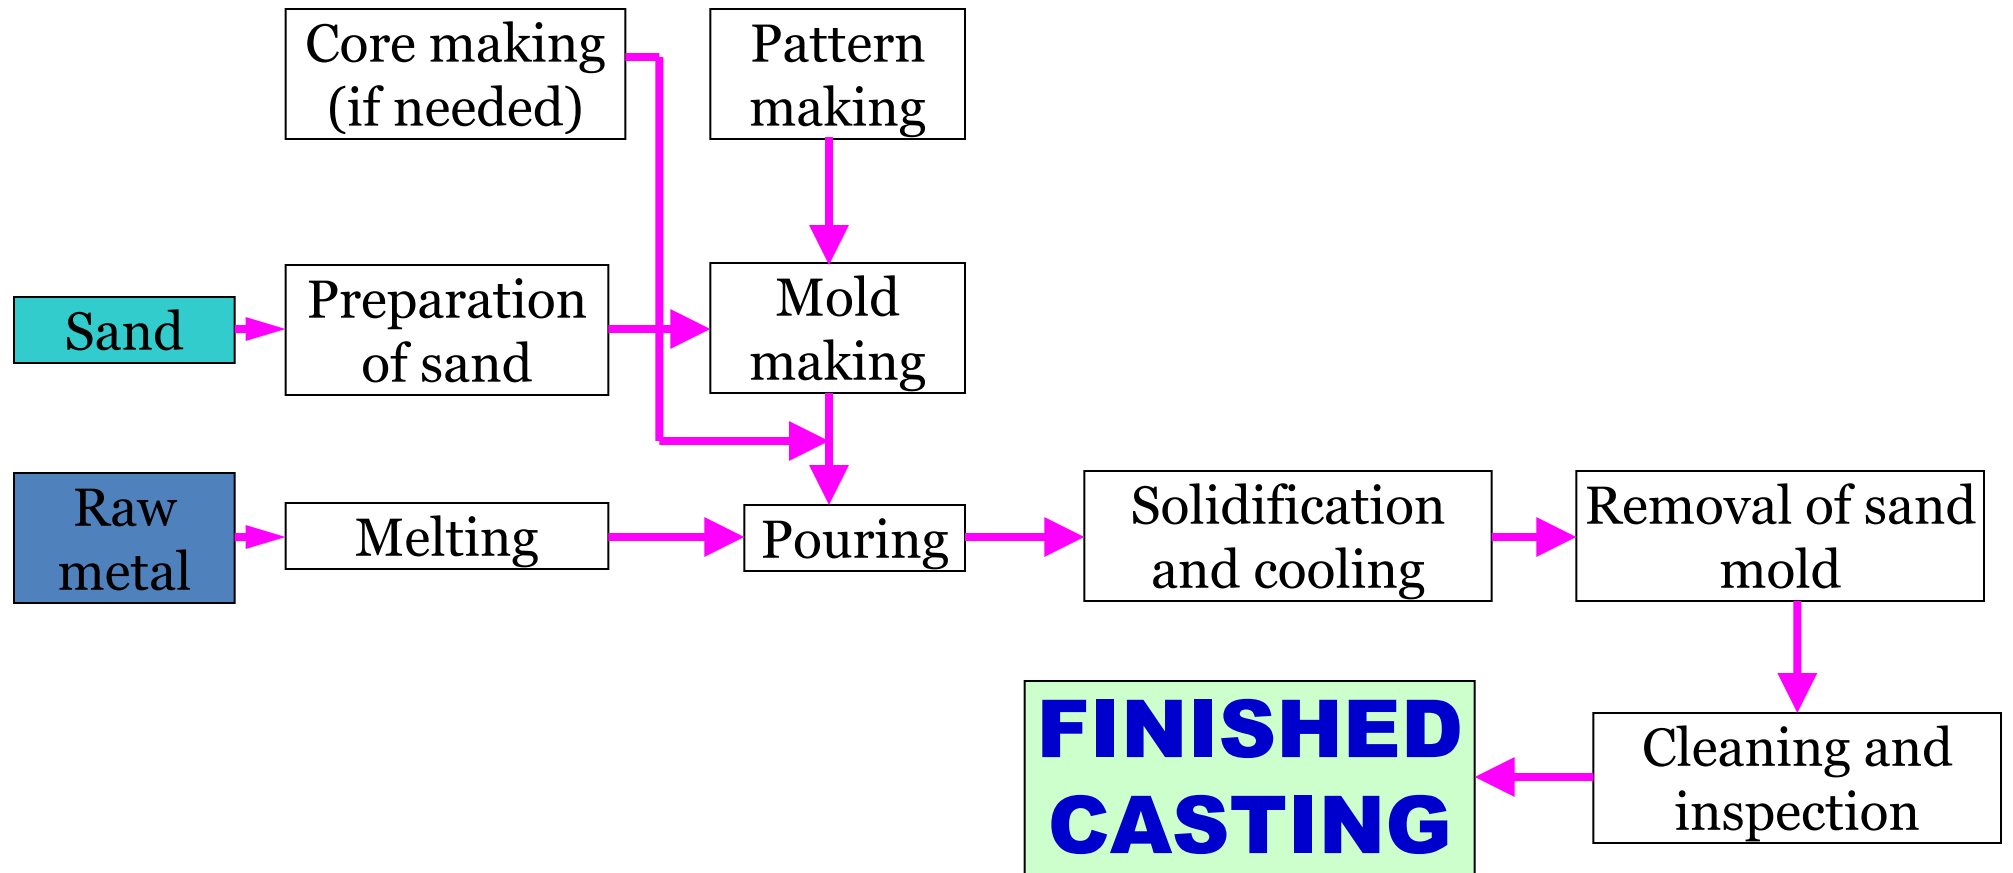 Core making
(if needed)
Pattern
making
Sand
Preparation
of sand
Mold
making
Raw
metal
Melting
Pouring
Solidification
and cooling
Removal of sand
mold
FINISHED
CASTING
Cleaning and
inspection